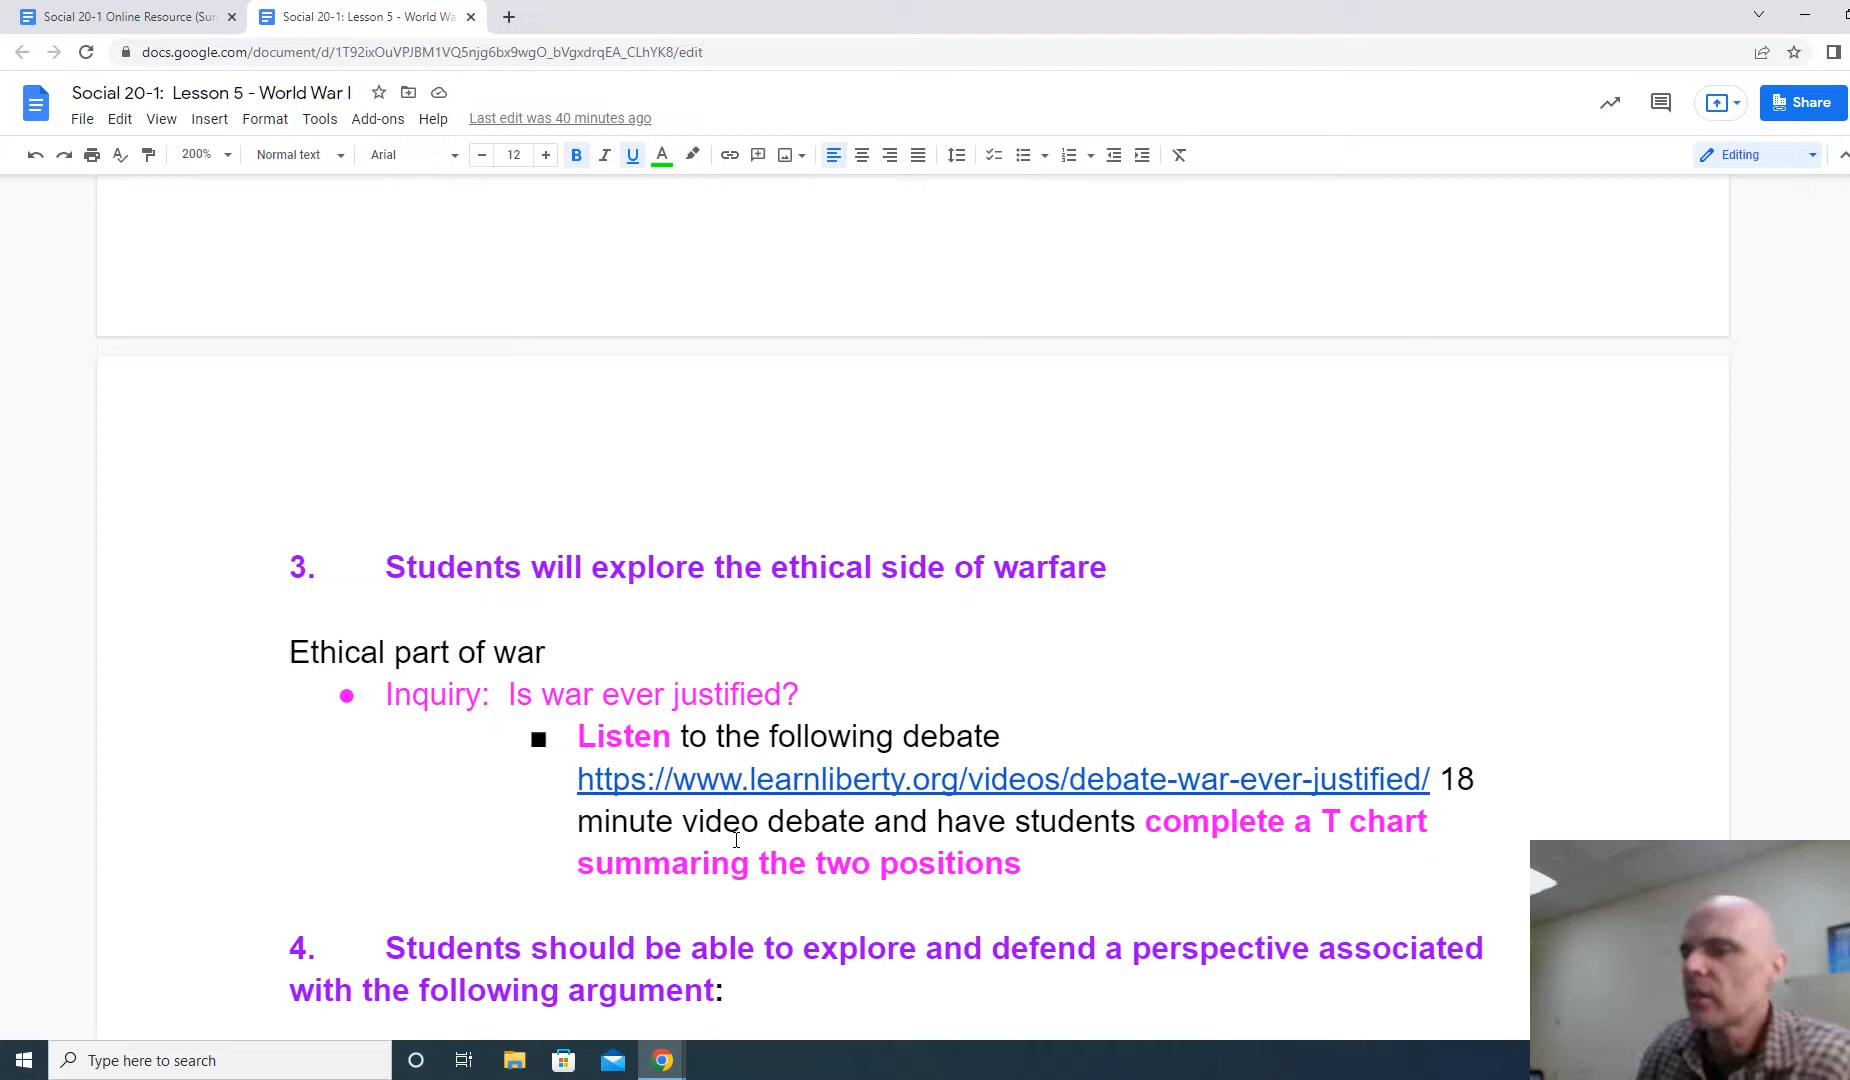 Social 20-1 Online Resource (Sum
Social 20-1: Lesson 5 - World Wa
docs.google.com/document/d/1T92ixOuVPJBM1VQ5njg6bx9wgO_bVgxdrqEA_CLhYK8/edit
Social 20-1: Lesson 5 - World War I
File Edit View Insert Format Tools Add-ons Help Last edit was 40 minutes ago
Share
200% Normal text Arial 12 B I U A Editing
3. Students will explore the ethical side of warfare
Ethical part of war
Inquiry: Is war ever justified?
Listen to the following debate
https://www.learnliberty.org/videos/debate-war-ever-justified/ 18
minute video debate and have students complete a T chart
summaring the two positions
4. Students should be able to explore and defend a perspective associated
with the following argument:
Type here to search